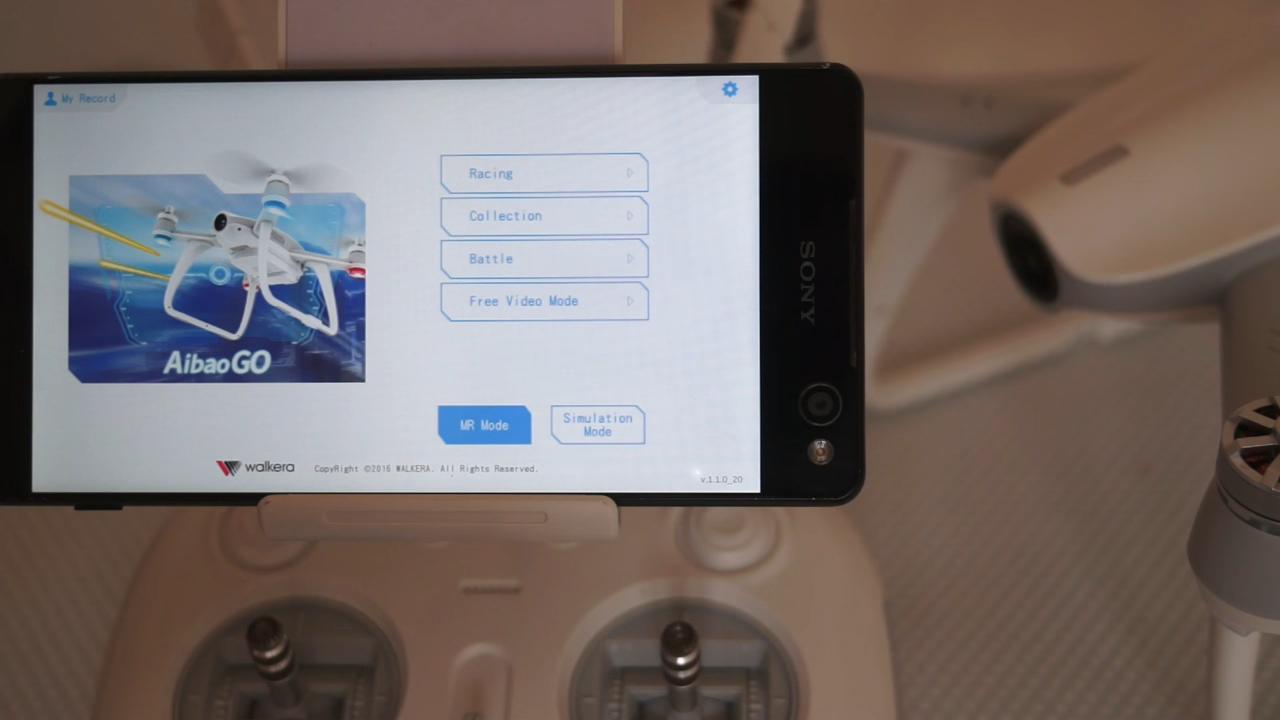 My Record
Racing
Collection
Battle
Free Video Mode
AibaoGO
MR Mode
Simulation
Mode
walkera CopyRight ©2016 WALKERA. All Rights Reserved.
v.1.1.0_20
SONY